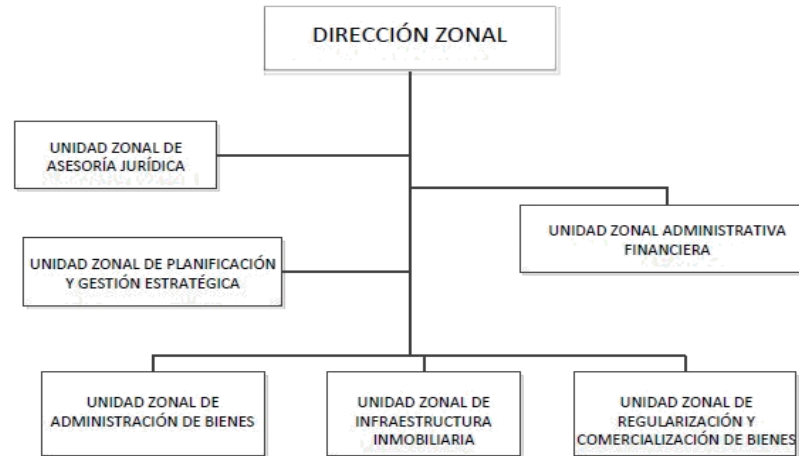 DIRECCIÓN ZONAL
UNIDAD ZONAL DE
ASESORÍA JURÍDICA
UNIDAD ZONAL ADMINISTRATIVA
FINANCIERA
UNIDAD ZONAL DE PLANIFICACIÓN
Y GESTIÓN ESTRATÉGICA
UNIDAD ZONAL DE
ADMINISTRACIÓN DE BIENES
UNIDAD ZONAL DE
INFRAESTRUCTURA
INMOBILIARIA
UNIDAD ZONAL DE
REGULARIZACIÓN Y
COMERCIALIZACIÓN DE BIENES